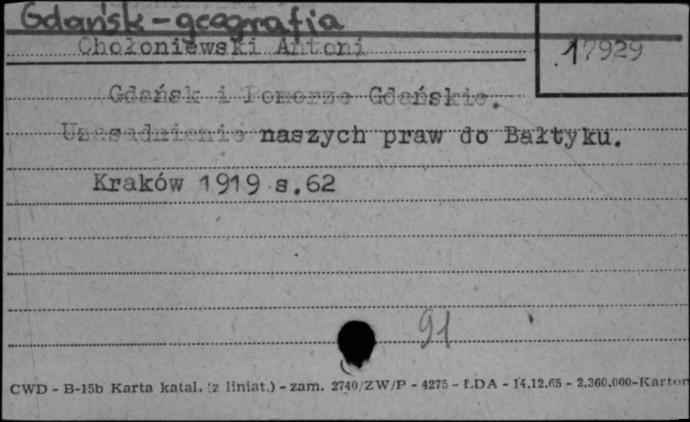 Gdańsk - geografia
Chołoniewski Antoni
17929
Gdańsk i Pomorze Gdańskie.
Uzasadnienie naszych praw do Bałtyku.
Kraków 1919 s.62
91
CWD - B-15b Karta katal. (z liniat.) - zam. 2740/ZW/P - 4275 - LDA - 14.12.65 - 2.360.000-Karton